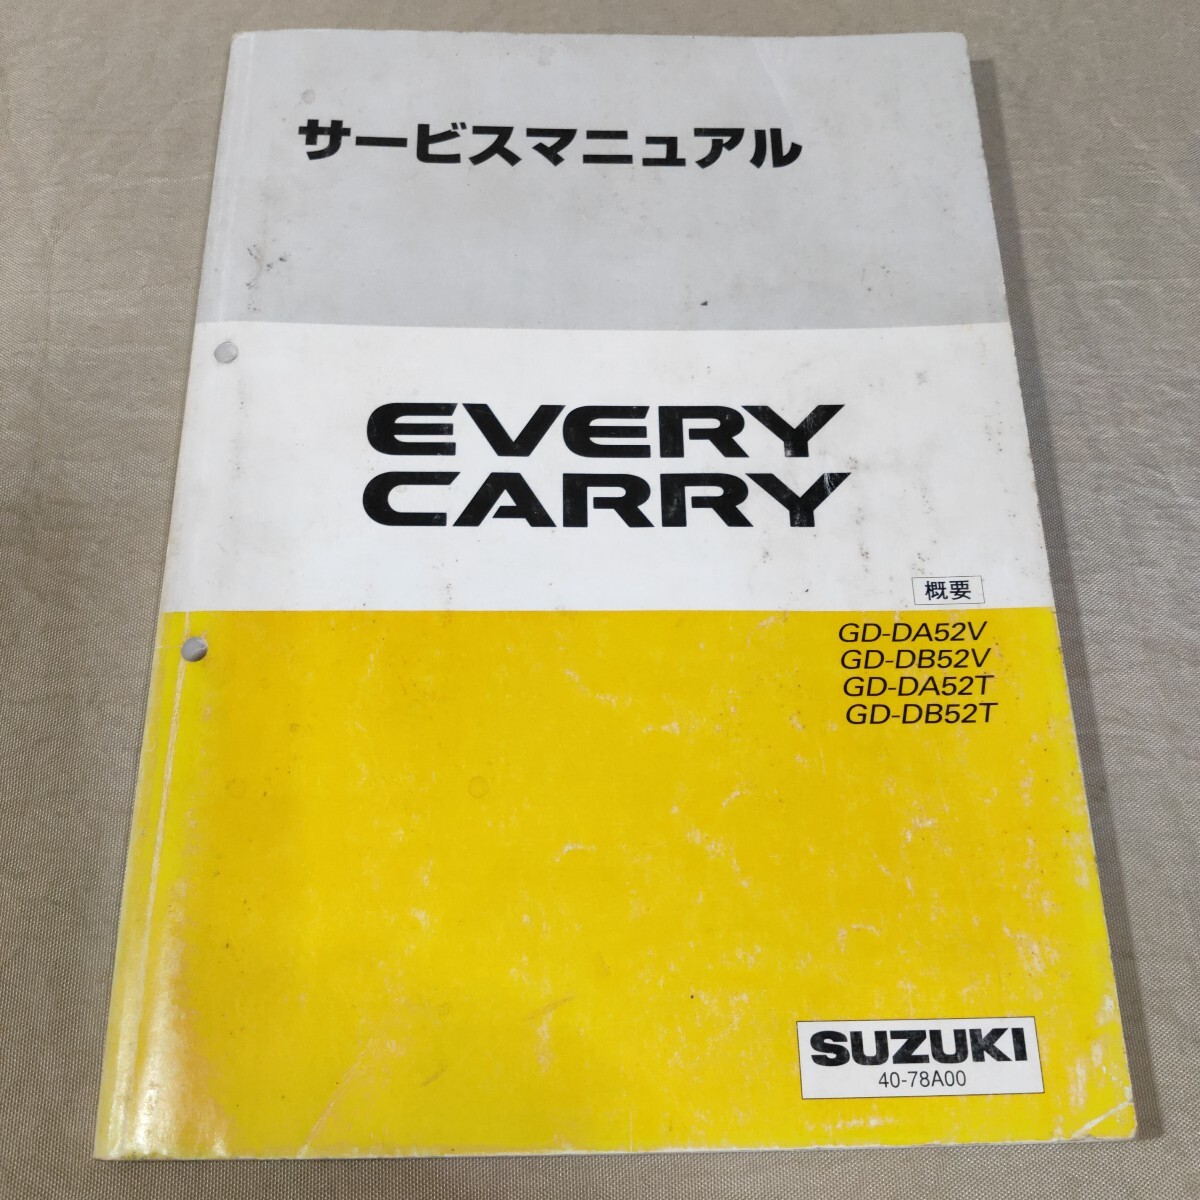 サービスマニュアル
EVERY
CARRY
概要
GD-DA52V
GD-DB52V
GD-DA52T
GD-DB52T
SUZUKI
40-78A00